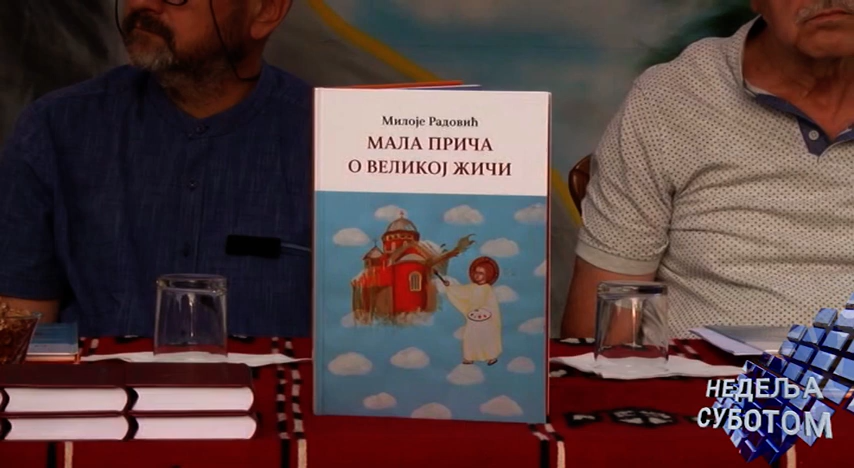 Милоје Радовић
МАЛА ПРИЧА
О ВЕЛИКОЈ ЖИЧИ
НЕДЕЉА
СУБОТОМ